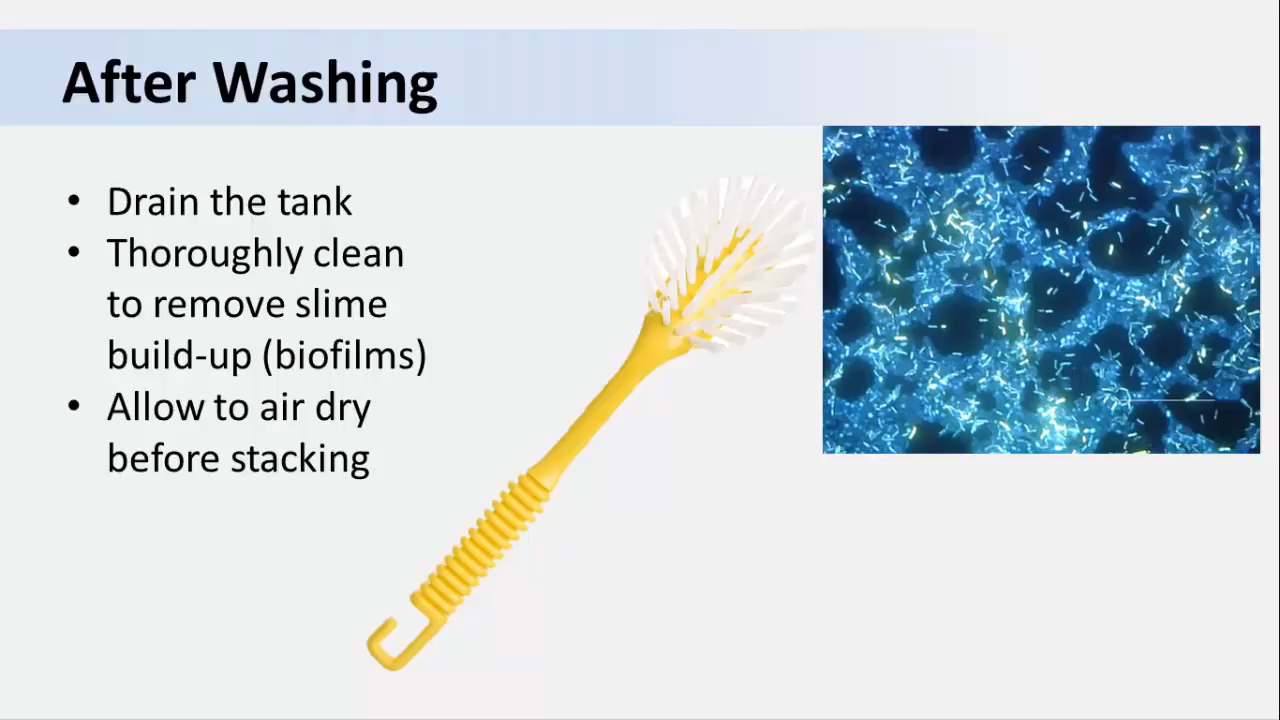 After Washing
• Drain the tank
• Thoroughly clean
to remove slime
build-up (biofilms)
• Allow to air dry
before stacking